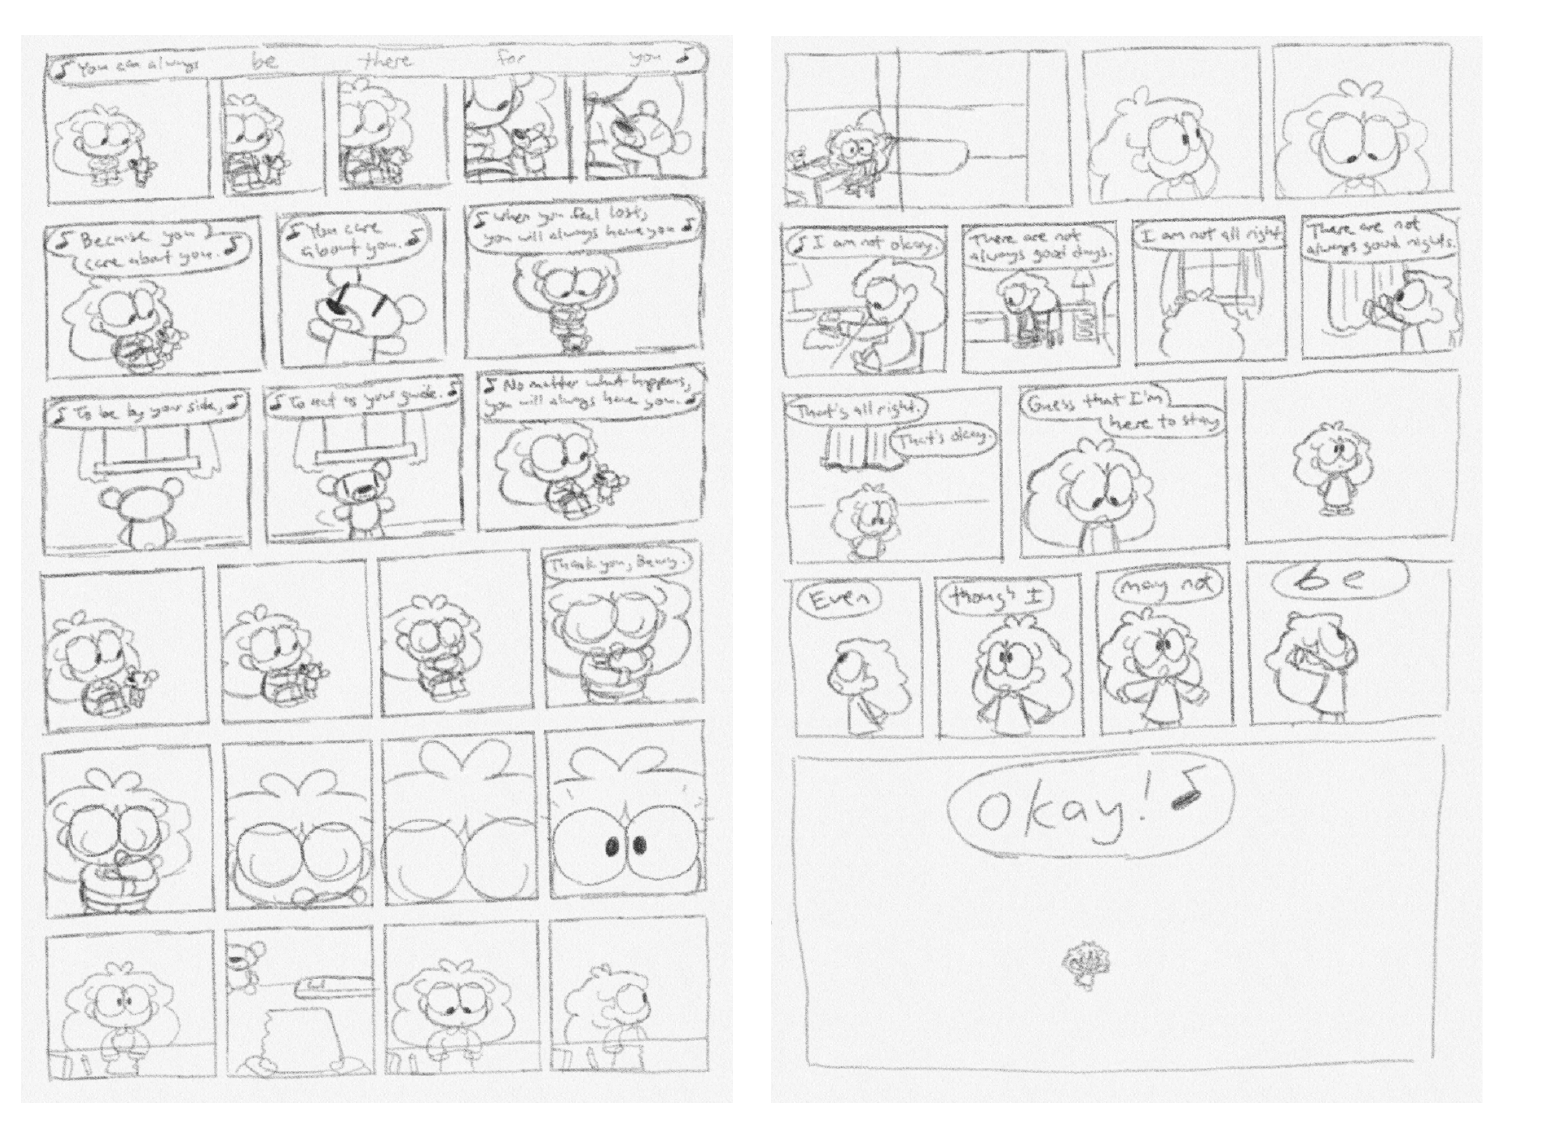 ♪ You can always be there for you ♪
♪ Because you
care about you. ♪
♪ You care
about you. ♪
♪ When you feel lost,
you will always have you ♪
♪ To be by your side, ♪
♪ To act as your guide. ♪
♪ No matter what happens,
you will always have you. ♪
Thank you, Beary.
♪ I am not okay.
There are not
always good days.
I am not all right
There are not
always good nights.
That's all right.
That's okay.
Guess that I'm
here to stay
Even
though I
may not
be
okay! ♪